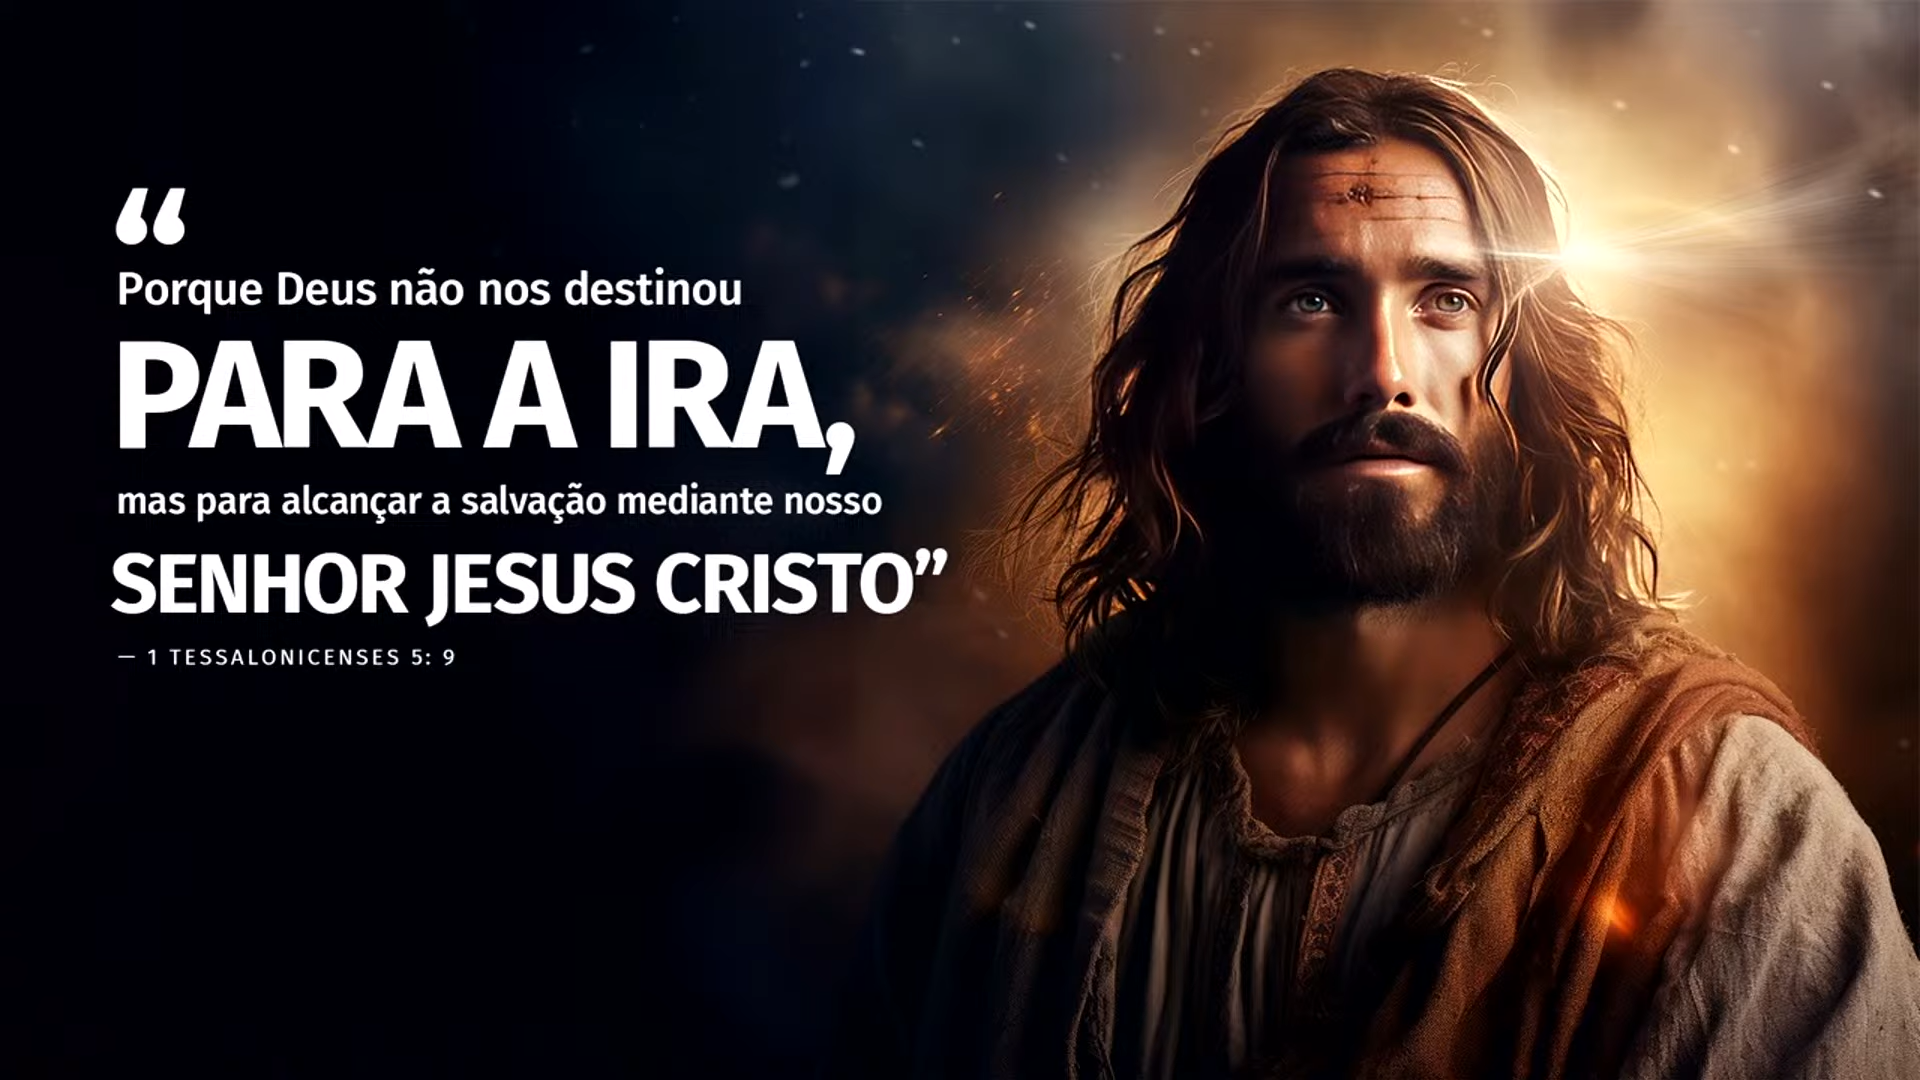 “
Porque Deus não nos destinou
PARA A IRA,
mas para alcançar a salvação mediante nosso
SENHOR JESUS CRISTO”
— 1 TESSALONICENSES 5: 9